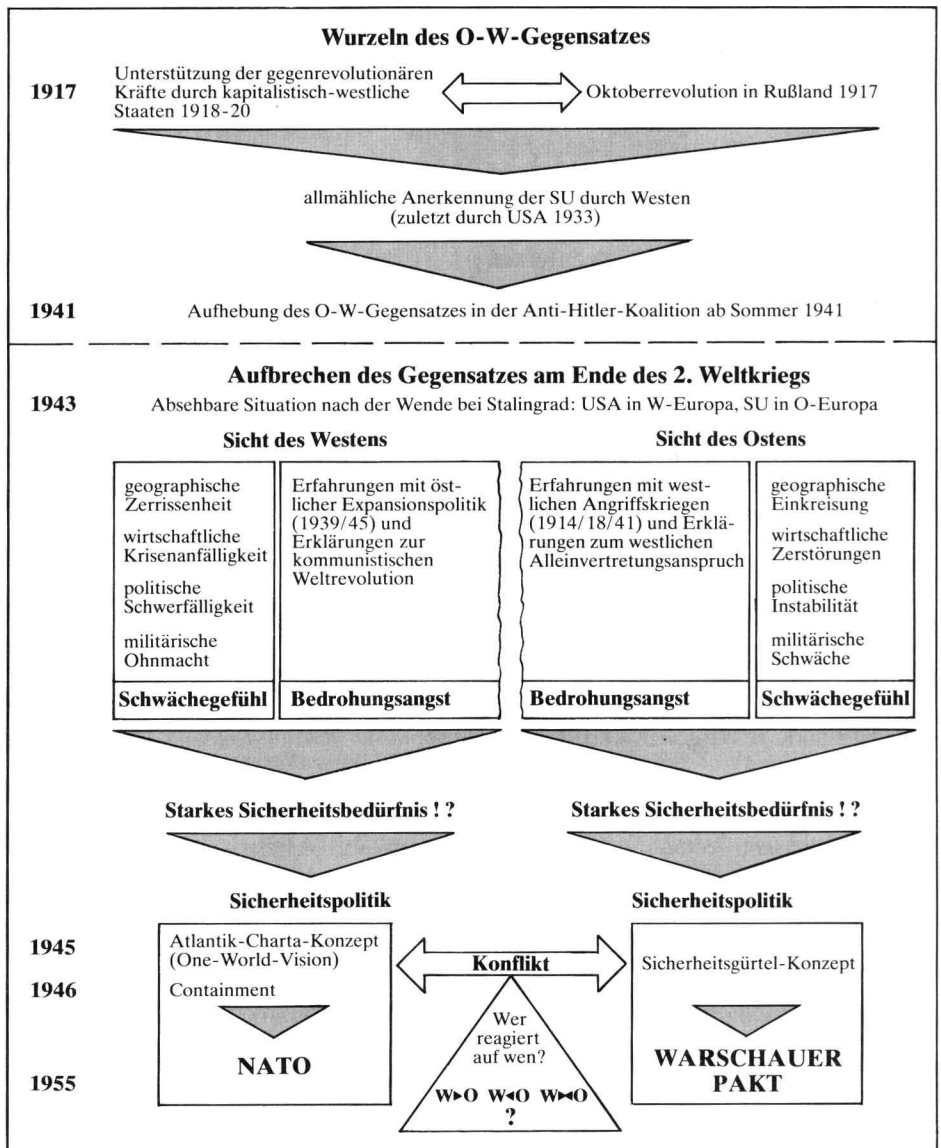 Wurzeln des O-W-Gegensatzes
1917
Unterstützung der gegenrevolutionären
Kräfte durch kapitalistisch-westliche
Staaten 1918-20
Oktoberrevolution in Rußland 1917
allmähliche Anerkennung der SU durch Westen
(zuletzt durch USA 1933)
1941
Aufhebung des O-W-Gegensatzes in der Anti-Hitler-Koalition ab Sommer 1941
Aufbrechen des Gegensatzes am Ende des 2. Weltkriegs
1943
Absehbare Situation nach der Wende bei Stalingrad: USA in W-Europa, SU in O-Europa
Sicht des Westens
geographische
Zerrissenheit
wirtschaftliche
Krisenanfälligkeit
politische
Schwerfälligkeit
militärische
Ohnmacht
Schwächegefühl
Erfahrungen mit öst-
licher Expansionspolitik
(1939/45) und
Erklärungen zur
kommunistischen
Weltrevolution
Bedrohungsangst
Sicht des Ostens
Erfahrungen mit west-
lichen Angriffskriegen
(1914/18/41) und Erklä-
rungen zum westlichen
Alleinvertretungsanspruch
Bedrohungsangst
geographische
Einkreisung
wirtschaftliche
Zerstörungen
politische
Instabilität
militärische
Schwäche
Schwächegefühl
Starkes Sicherheitsbedürfnis ! ?
Starkes Sicherheitsbedürfnis ! ?
Sicherheitspolitik
Sicherheitspolitik
1945
Atlantik-Charta-Konzept
(One-World-Vision)
1946
Containment
NATO
Konflikt
Wer
reagiert
auf wen?
W▸O W◂O W▸◂O
?
Sicherheitsgürtel-Konzept
WARSCHAUER
PAKT
1955